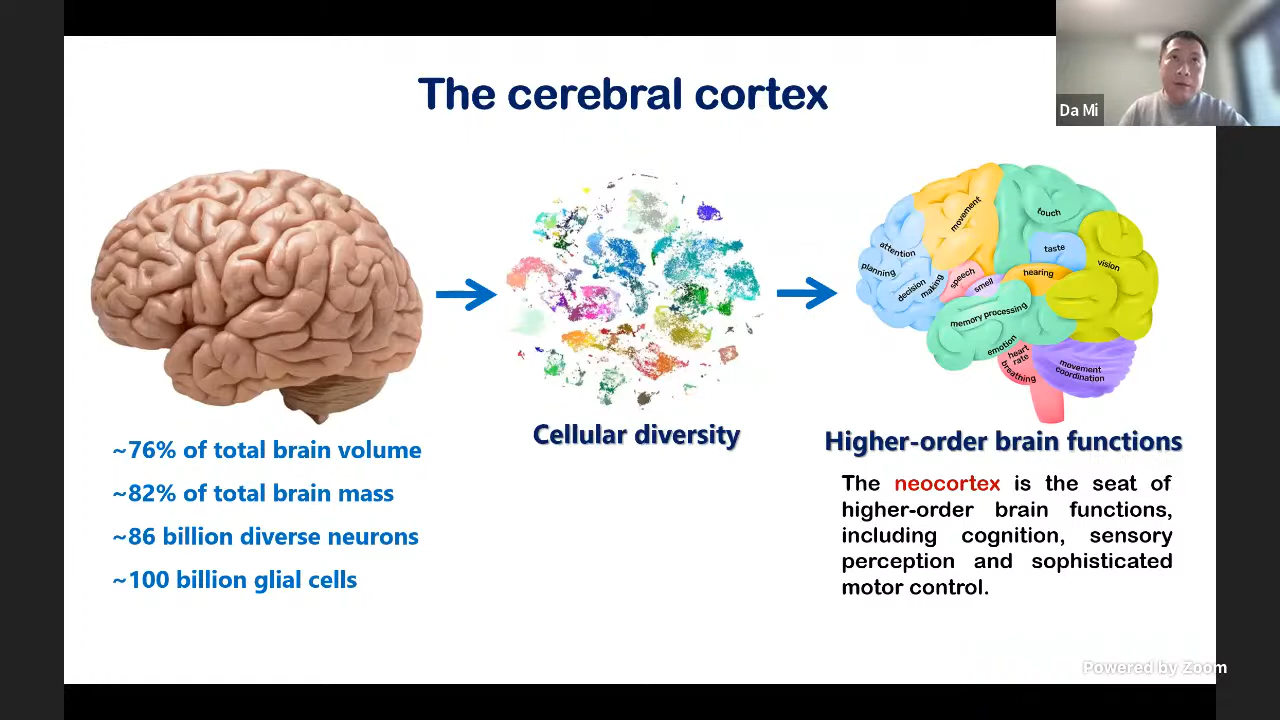 The cerebral cortex
Da Mi
~76% of total brain volume
~82% of total brain mass
~86 billion diverse neurons
~100 billion glial cells
Cellular diversity
attention
planning
decision
making
movement
speech
smell
touch
taste
hearing
vision
memory processing
emotion
heart
rate
breathing
movement
coordination
Higher-order brain functions
The neocortex is the seat of
higher-order brain functions,
including cognition, sensory
perception and sophisticated
motor control.
Powered by Zoom